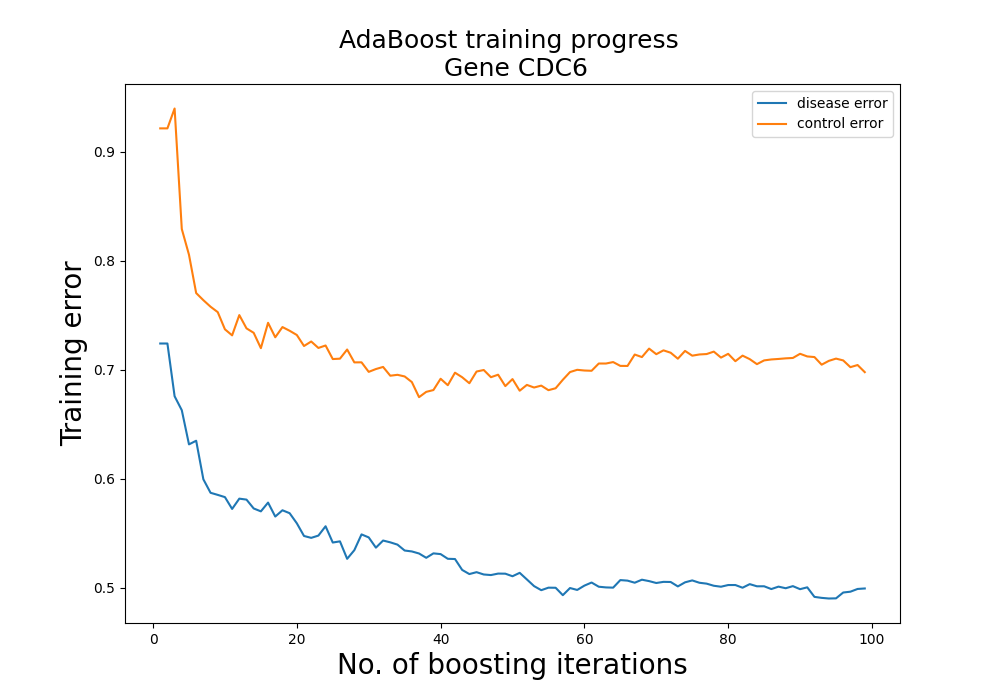 AdaBoost training progress
Gene CDC6
disease error
control error
Training error
0.9
0.8
0.7
0.6
0.5
0
20
40
60
80
100
No. of boosting iterations